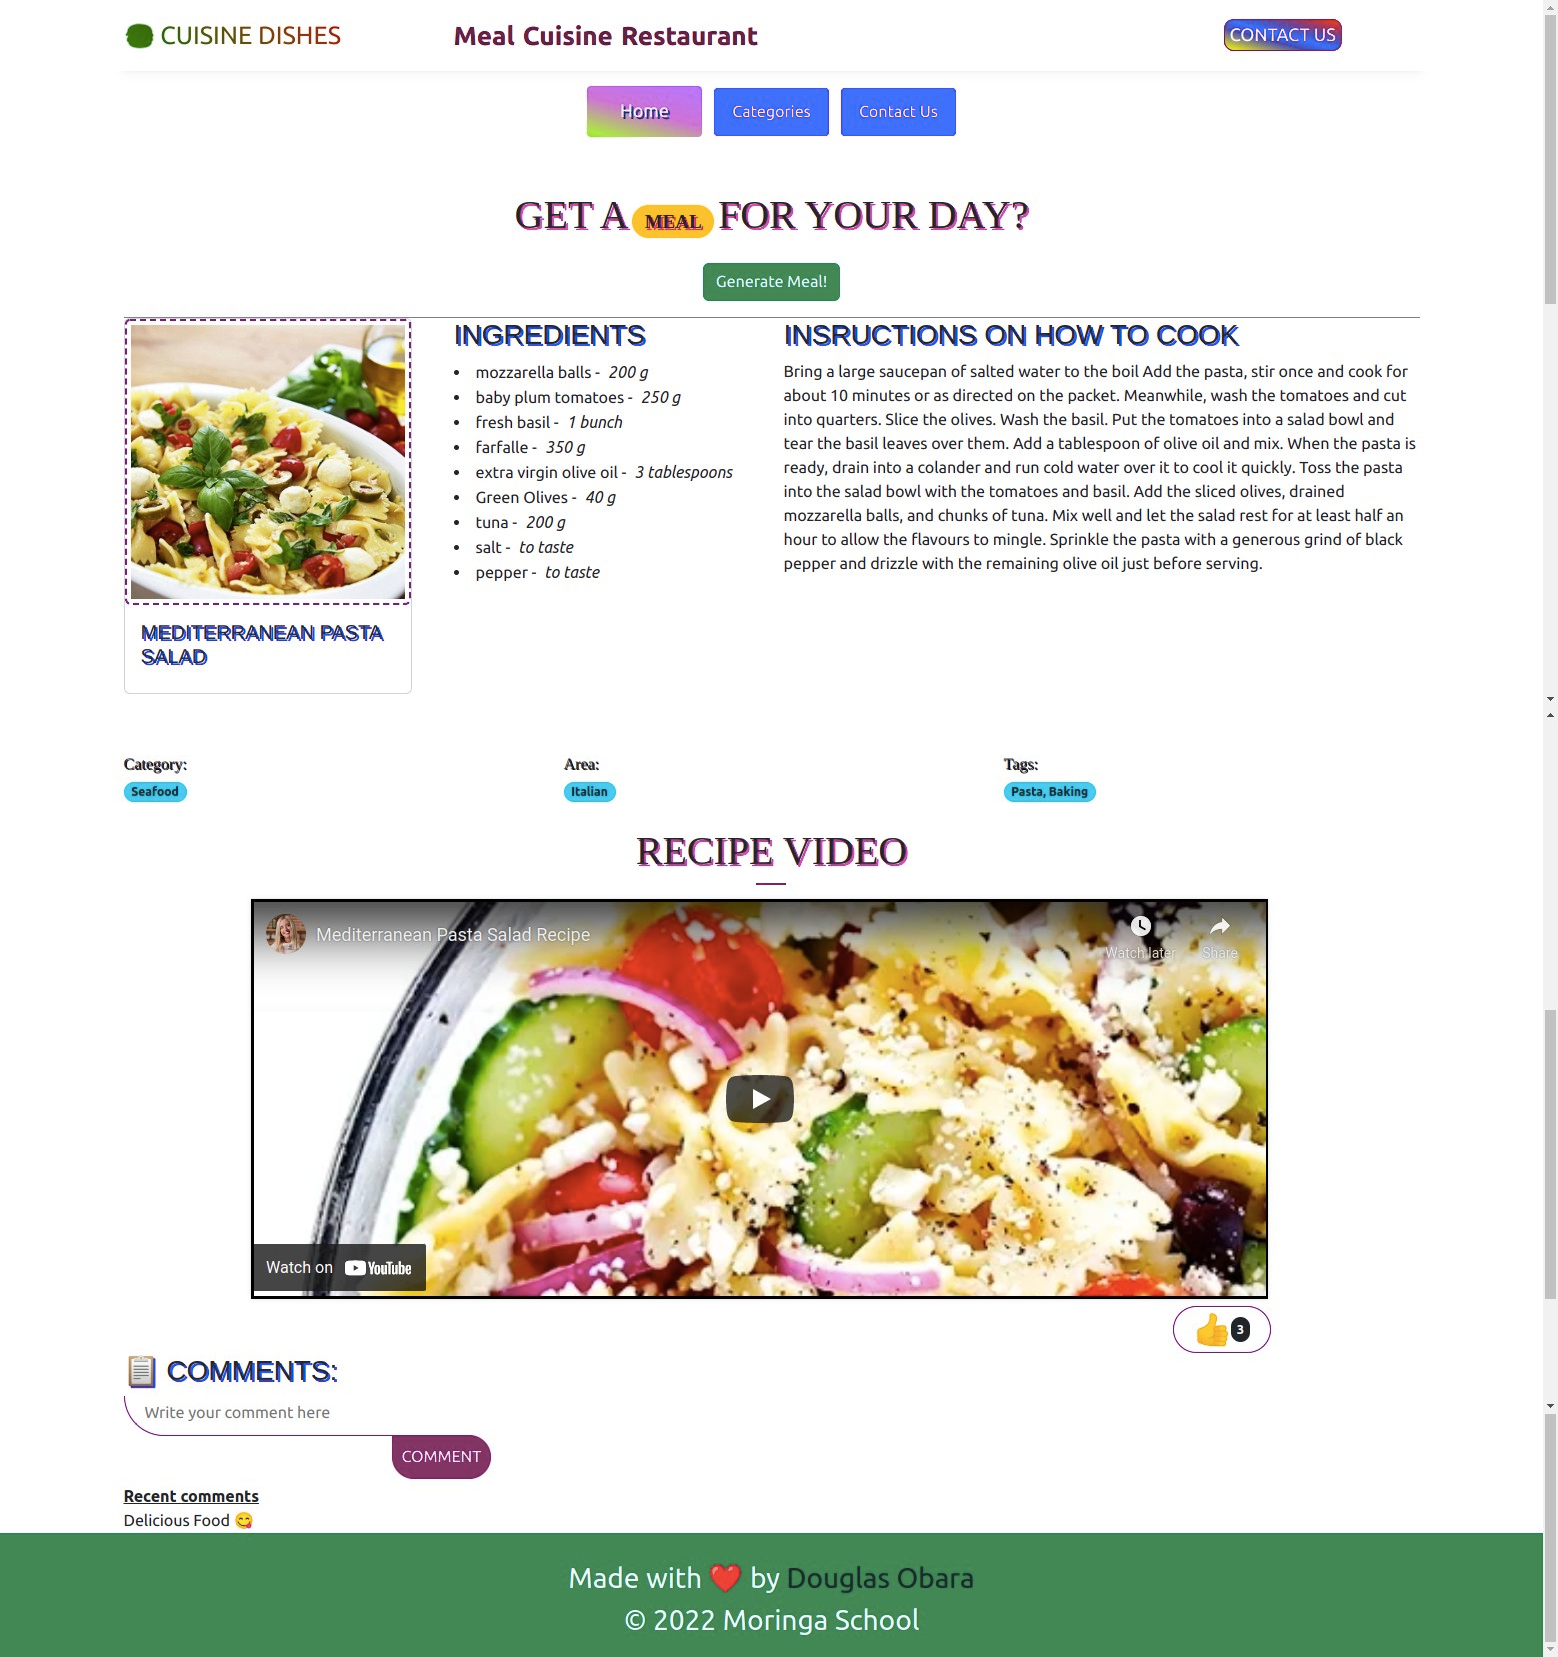 CUISINE DISHES
Meal Cuisine Restaurant
CONTACT US
Home
Categories
Contact Us
GET A MEAL FOR YOUR DAY?
Generate Meal!
INGREDIENTS
• mozzarella balls - 200 g
• baby plum tomatoes - 250 g
• fresh basil - 1 bunch
• farfalle - 350 g
• extra virgin olive oil - 3 tablespoons
• Green Olives - 40 g
• tuna - 200 g
• salt - to taste
• pepper - to taste
INSRUCTIONS ON HOW TO COOK
Bring a large saucepan of salted water to the boil Add the pasta, stir once and cook for
about 10 minutes or as directed on the packet. Meanwhile, wash the tomatoes and cut
into quarters. Slice the olives. Wash the basil. Put the tomatoes into a salad bowl and
tear the basil leaves over them. Add a tablespoon of olive oil and mix. When the pasta is
ready, drain into a colander and run cold water over it to cool it quickly. Toss the pasta
into the salad bowl with the tomatoes and basil. Add the sliced olives, drained
mozzarella balls, and chunks of tuna. Mix well and let the salad rest for at least half an
hour to allow the flavours to mingle. Sprinkle the pasta with a generous grind of black
pepper and drizzle with the remaining olive oil just before serving.
MEDITERRANEAN PASTA
SALAD
Category:
Seafood
Area:
Italian
Tags:
Pasta, Baking
RECIPE VIDEO
Mediterranean Pasta Salad Recipe
Watch later
Share
Watch on YouTube
👍 3
📋 COMMENTS:
Write your comment here
COMMENT
Recent comments
Delicious Food 😋
Made with ❤️ by Douglas Obara
© 2022 Moringa School